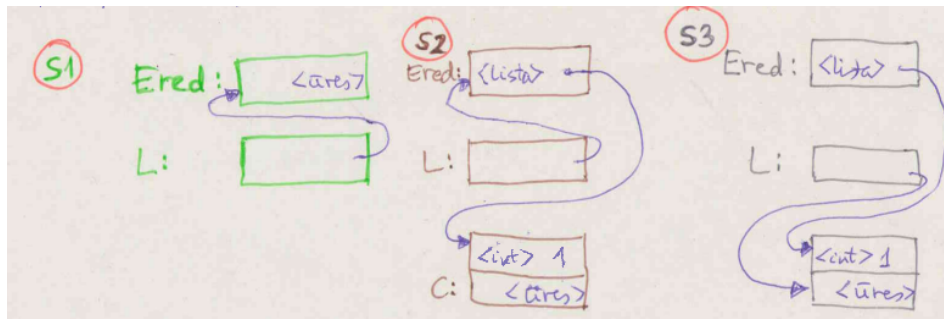 S1
Ered: <üres>
L:
S2
Ered: <lista>
L:
<int> 1
C: <üres>
S3
Ered: <lista>
L:
<int> 1
<üres>